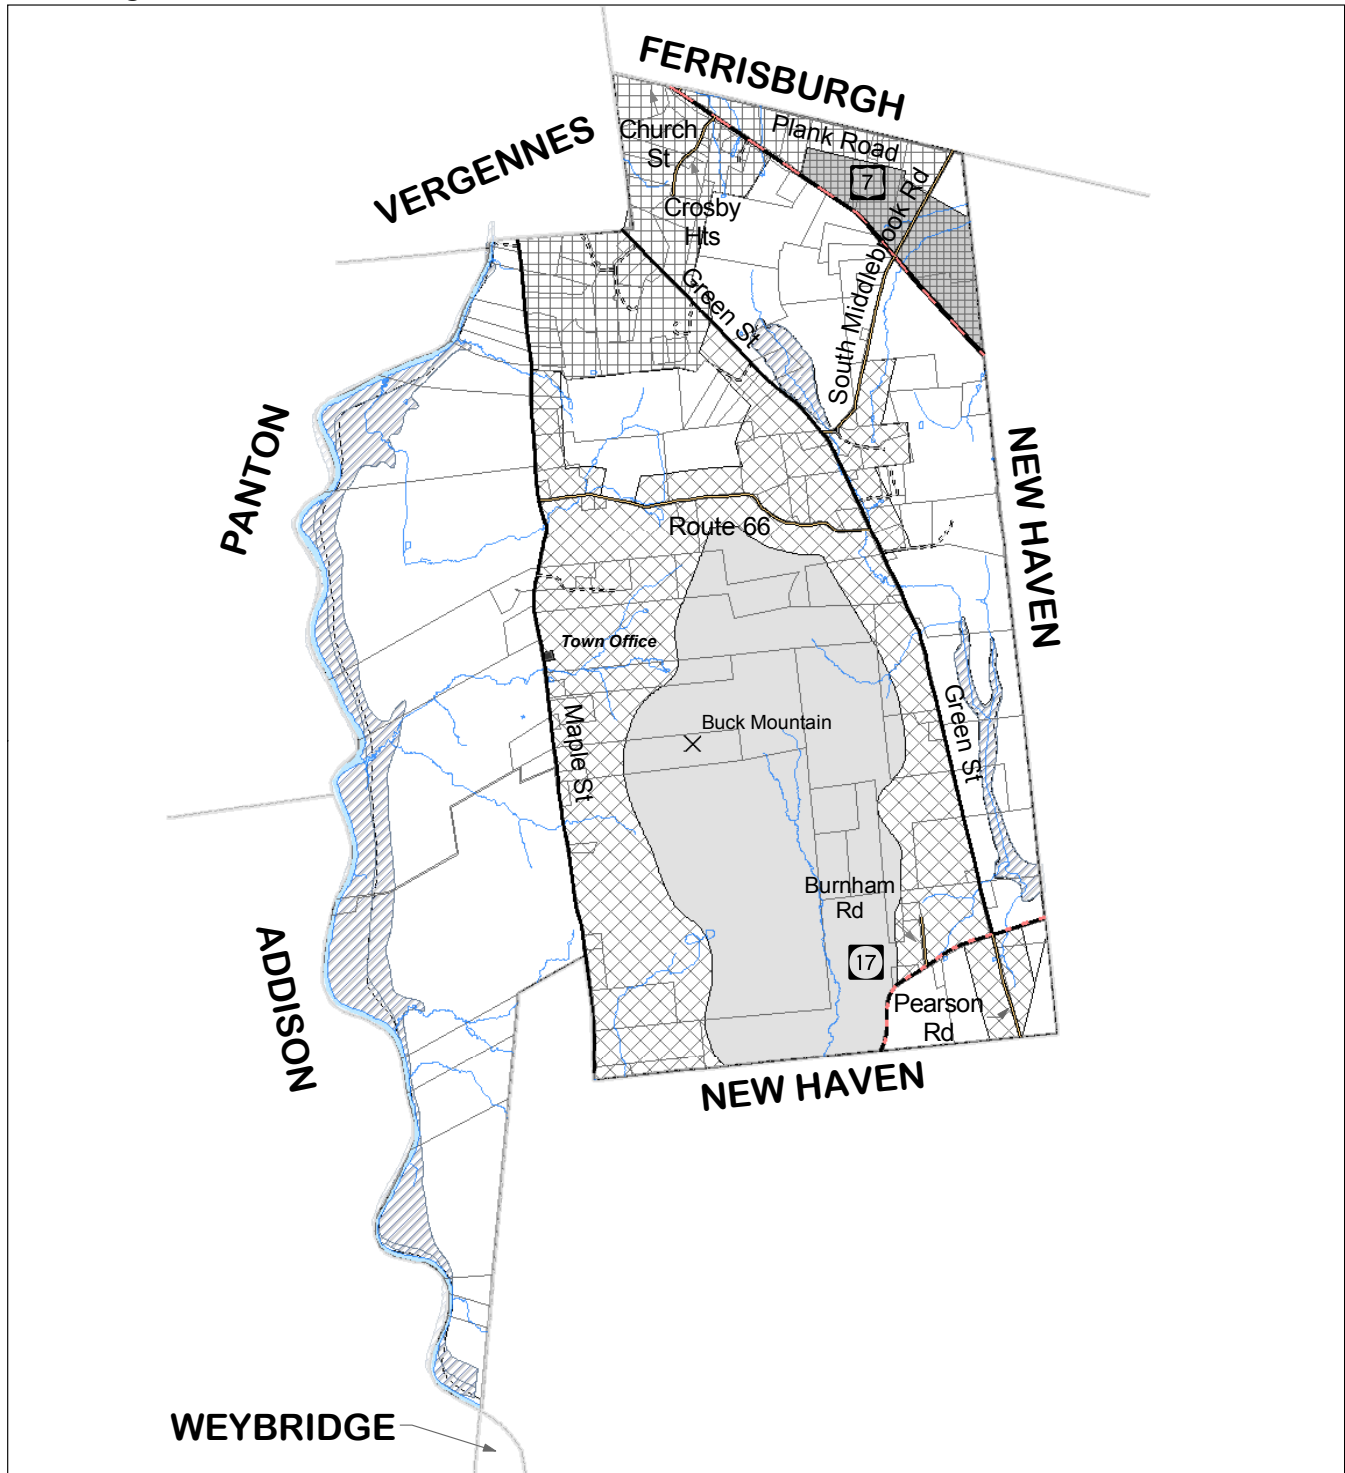 FERRISBURGH
VERGENNES
Church
St
Plank Road
7
Crosby
Hts
South Middlebrook Rd
Green St
PANTON
NEW HAVEN
Route 66
Town Office
Buck Mountain
Maple St
Green St
Burnham
Rd
17
ADDISON
Pearson
Rd
NEW HAVEN
WEYBRIDGE